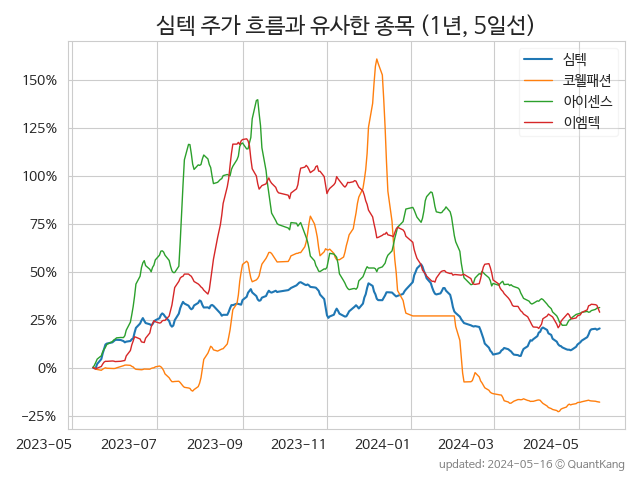 심텍 주가 흐름과 유사한 종목 (1년, 5일선)
심텍
코웰패션
아이센스
이엠텍
150%
125%
100%
75%
50%
25%
0%
−25%
2023-05 2023-07 2023-09 2023-11 2024-01 2024-03 2024-05
updated: 2024-05-16 ⓒ QuantKang